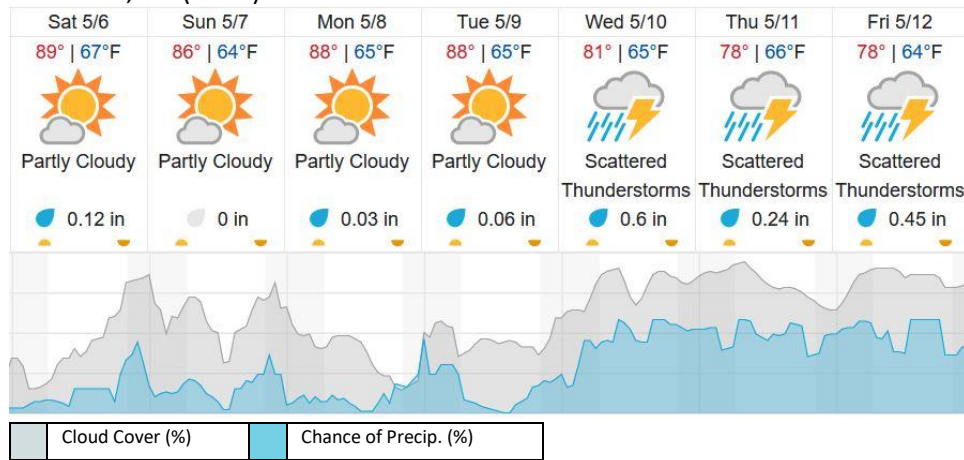 Sat 5/6 Sun 5/7 Mon 5/8 Tue 5/9 Wed 5/10 Thu 5/11 Fri 5/12
89° | 67°F 86° | 64°F 88° | 65°F 88° | 65°F 81° | 65°F 78° | 66°F 78° | 64°F
Partly Cloudy Partly Cloudy Partly Cloudy Partly Cloudy Scattered Scattered Scattered
Thunderstorms Thunderstorms Thunderstorms
0.12 in 0 in 0.03 in 0.06 in 0.6 in 0.24 in 0.45 in
Cloud Cover (%) Chance of Precip. (%)